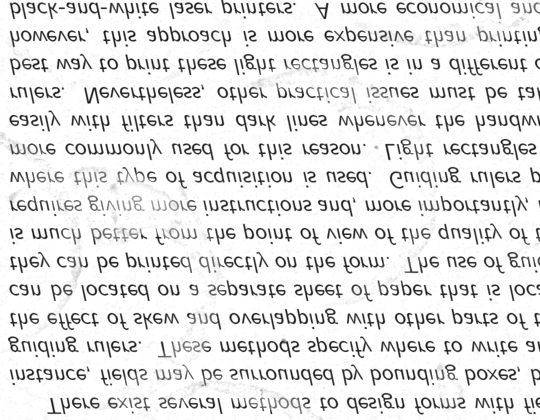 There exist several methods to design forms with fie
instance, fields may be surrounded by bounding boxes, b
guiding rulers. These methods specify where to write a
the effect of skew and overlapping with other parts of t
can be located on a separate sheet of paper that is loca
they can be printed directly on the form. The use of gui
is much better from the point of view of the quality of t
requires giving more instructions and, more importantly,
where this type of acquisition is used. Guiding rulers p
more commonly used for this reason. Light rectangles
easily with filters than dark lines whenever the handwr
rulers. Nevertheless, other practical issues must be tak
best way to print these light rectangles is in a different
however, this approach is more expensive than printing
black-and-white laser printers. A more economical and